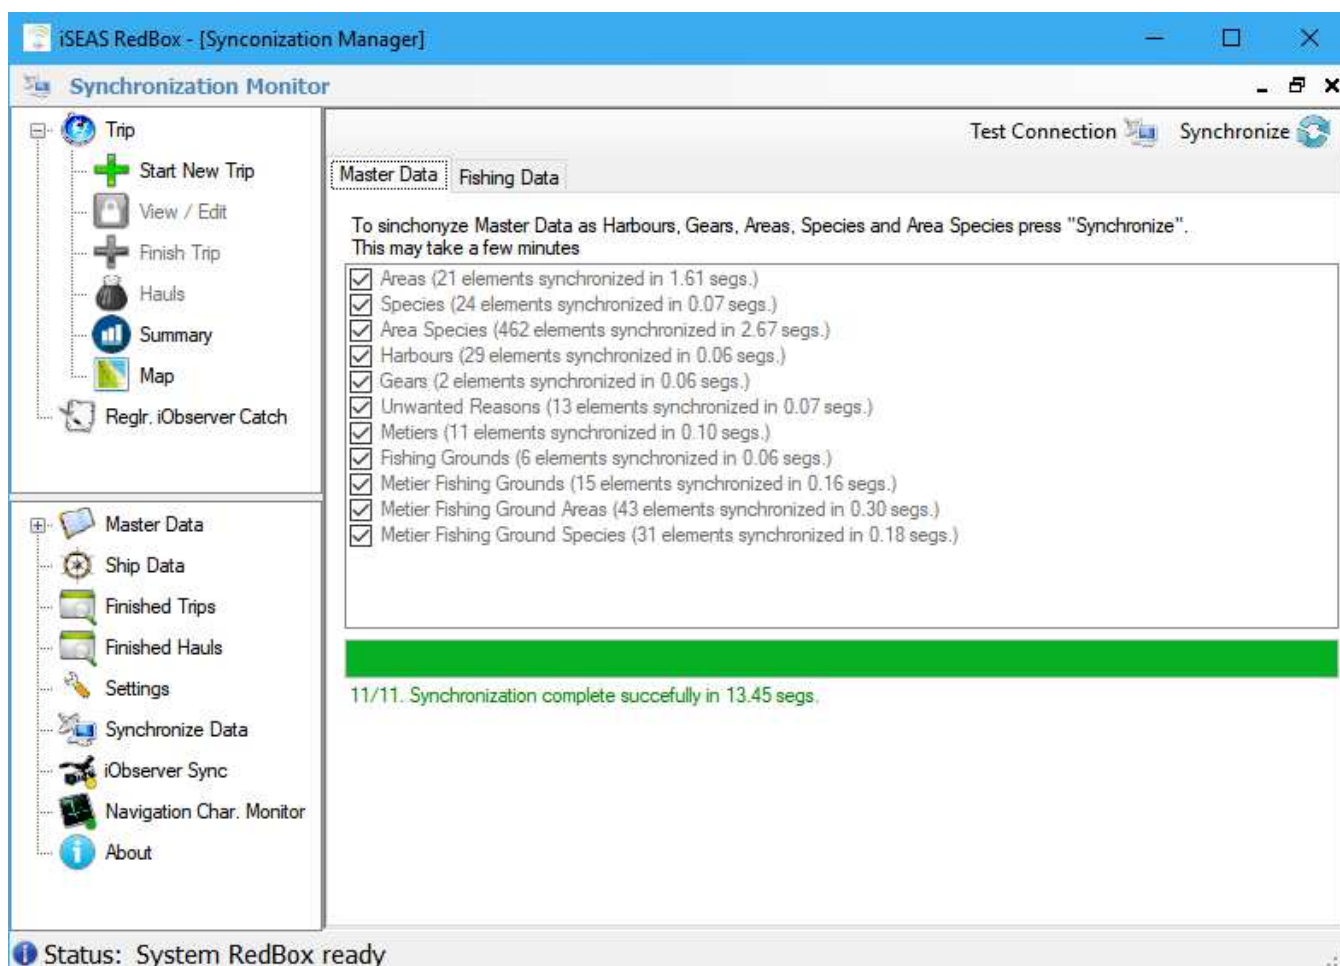 iSEAS RedBox - [Synconization Manager]
Synchronization Monitor
Trip
Start New Trip
View / Edit
Finish Trip
Hauls
Summary
Map
Reglr. iObserver Catch
Master Data
Ship Data
Finished Trips
Finished Hauls
Settings
Synchronize Data
iObserver Sync
Navigation Char. Monitor
About
Test Connection
Synchronize
Master Data
Fishing Data
To sinchonyze Master Data as Harbours, Gears, Areas, Species and Area Species press "Synchronize".
This may take a few minutes
Areas (21 elements synchronized in 1.61 segs.)
Species (24 elements synchronized in 0.07 segs.)
Area Species (462 elements synchronized in 2.67 segs.)
Harbours (29 elements synchronized in 0.06 segs.)
Gears (2 elements synchronized in 0.06 segs.)
Unwanted Reasons (13 elements synchronized in 0.07 segs.)
Metiers (11 elements synchronized in 0.10 segs.)
Fishing Grounds (6 elements synchronized in 0.06 segs.)
Metier Fishing Grounds (15 elements synchronized in 0.16 segs.)
Metier Fishing Ground Areas (43 elements synchronized in 0.30 segs.)
Metier Fishing Ground Species (31 elements synchronized in 0.18 segs.)
11/11. Synchronization complete succefully in 13.45 segs.
Status: System RedBox ready